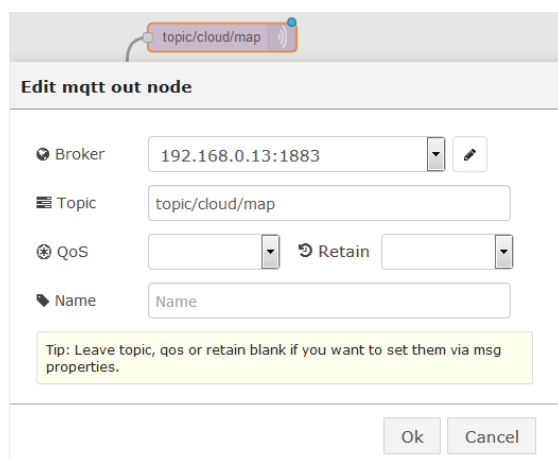 topic/cloud/map
Edit mqtt out node
Broker
192.168.0.13:1883
Topic
topic/cloud/map
QoS
Retain
Name
Name
Tip: Leave topic, qos or retain blank if you want to set them via msg
properties.
Ok
Cancel